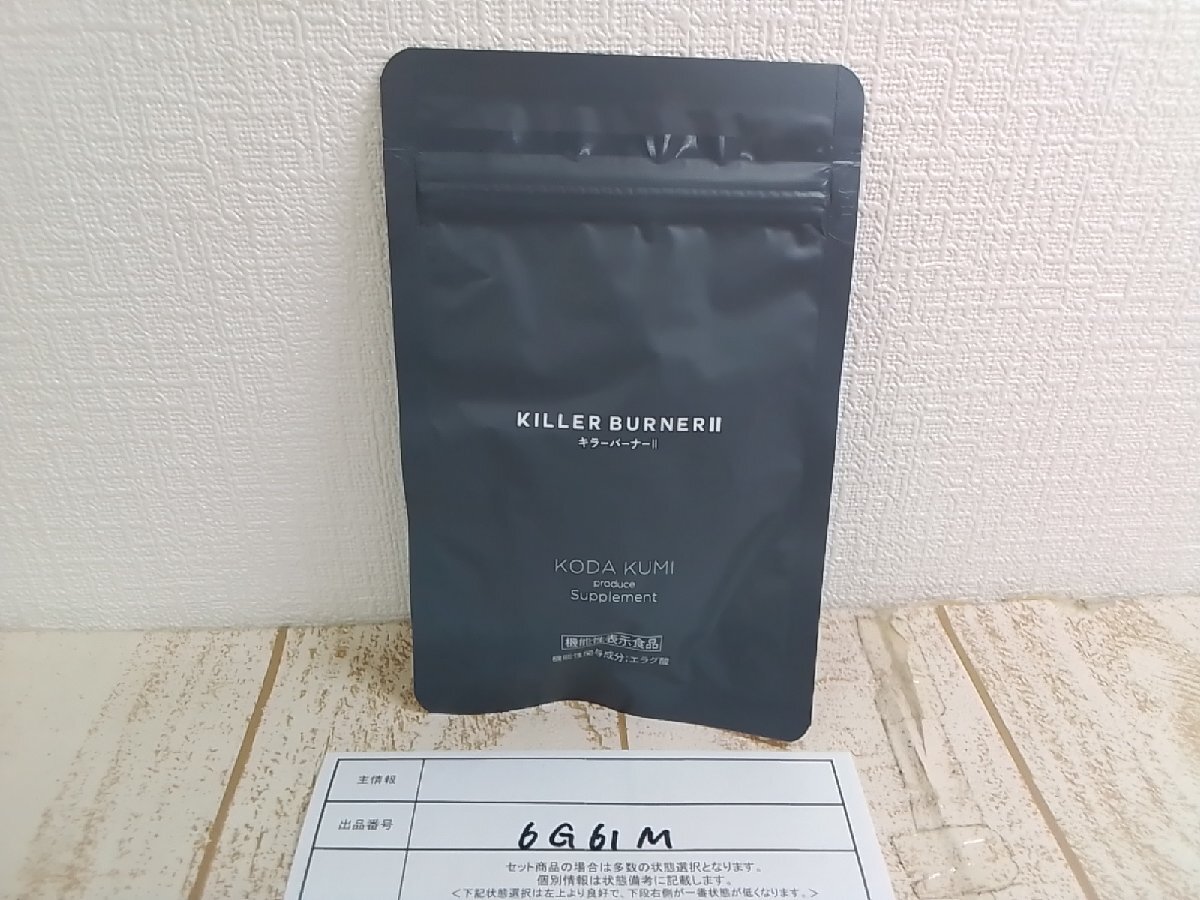 KILLER BURNERⅡ
キラーバーナーⅡ
KODA KUMI
produce
Supplement
機能性表示食品
機能性関与成分：エラグ酸
主情報
出品番号
6G61M
セット商品の場合は多数の状態選択となります。
個別情報は状態備考に記載します。
＜下記状態選択は左上より良好で、下段右側が一番状態が低くなります。＞